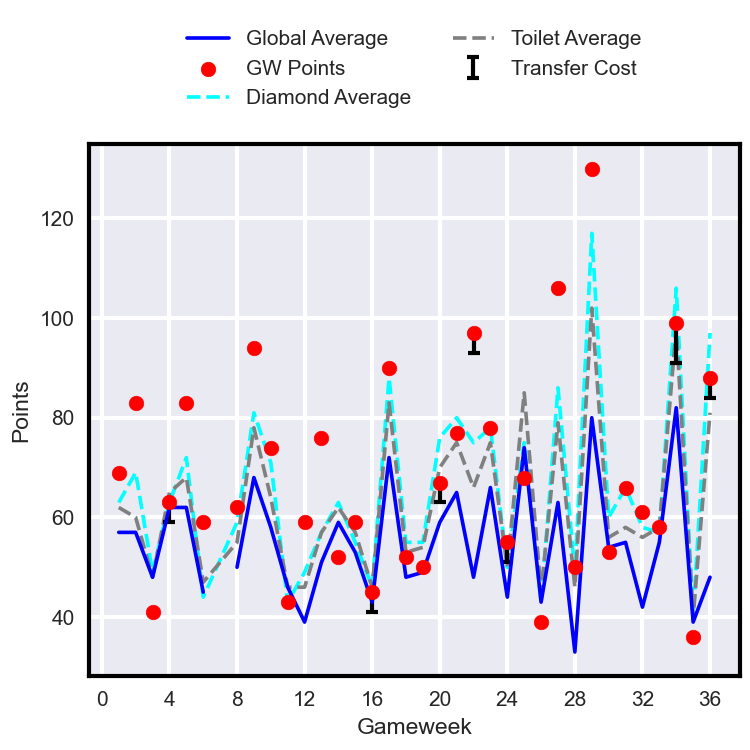 Global Average
GW Points
Diamond Average
Toilet Average
Transfer Cost
120
100
80
60
40
Points
0 4 8 12 16 20 24 28 32 36
Gameweek